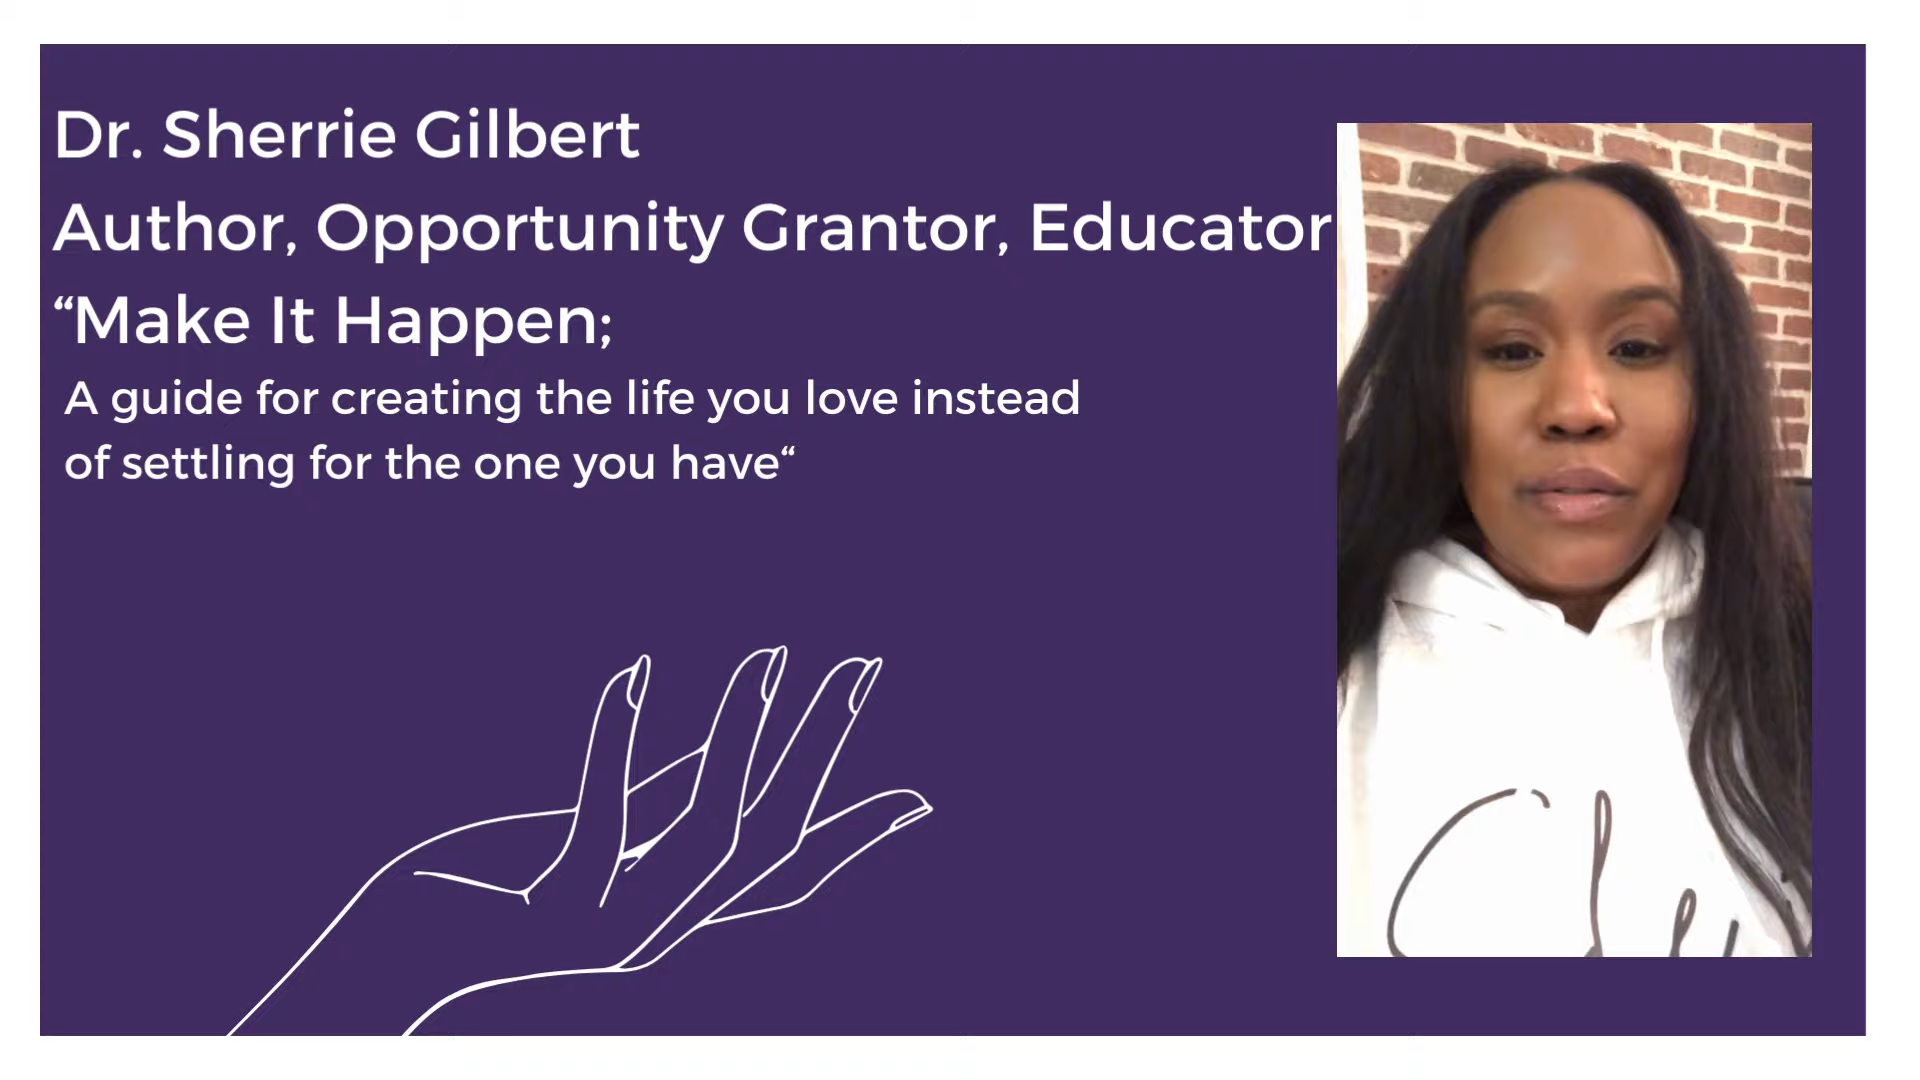 Dr. Sherrie Gilbert
Author, Opportunity Grantor, Educator
“Make It Happen;
A guide for creating the life you love instead
of settling for the one you have“